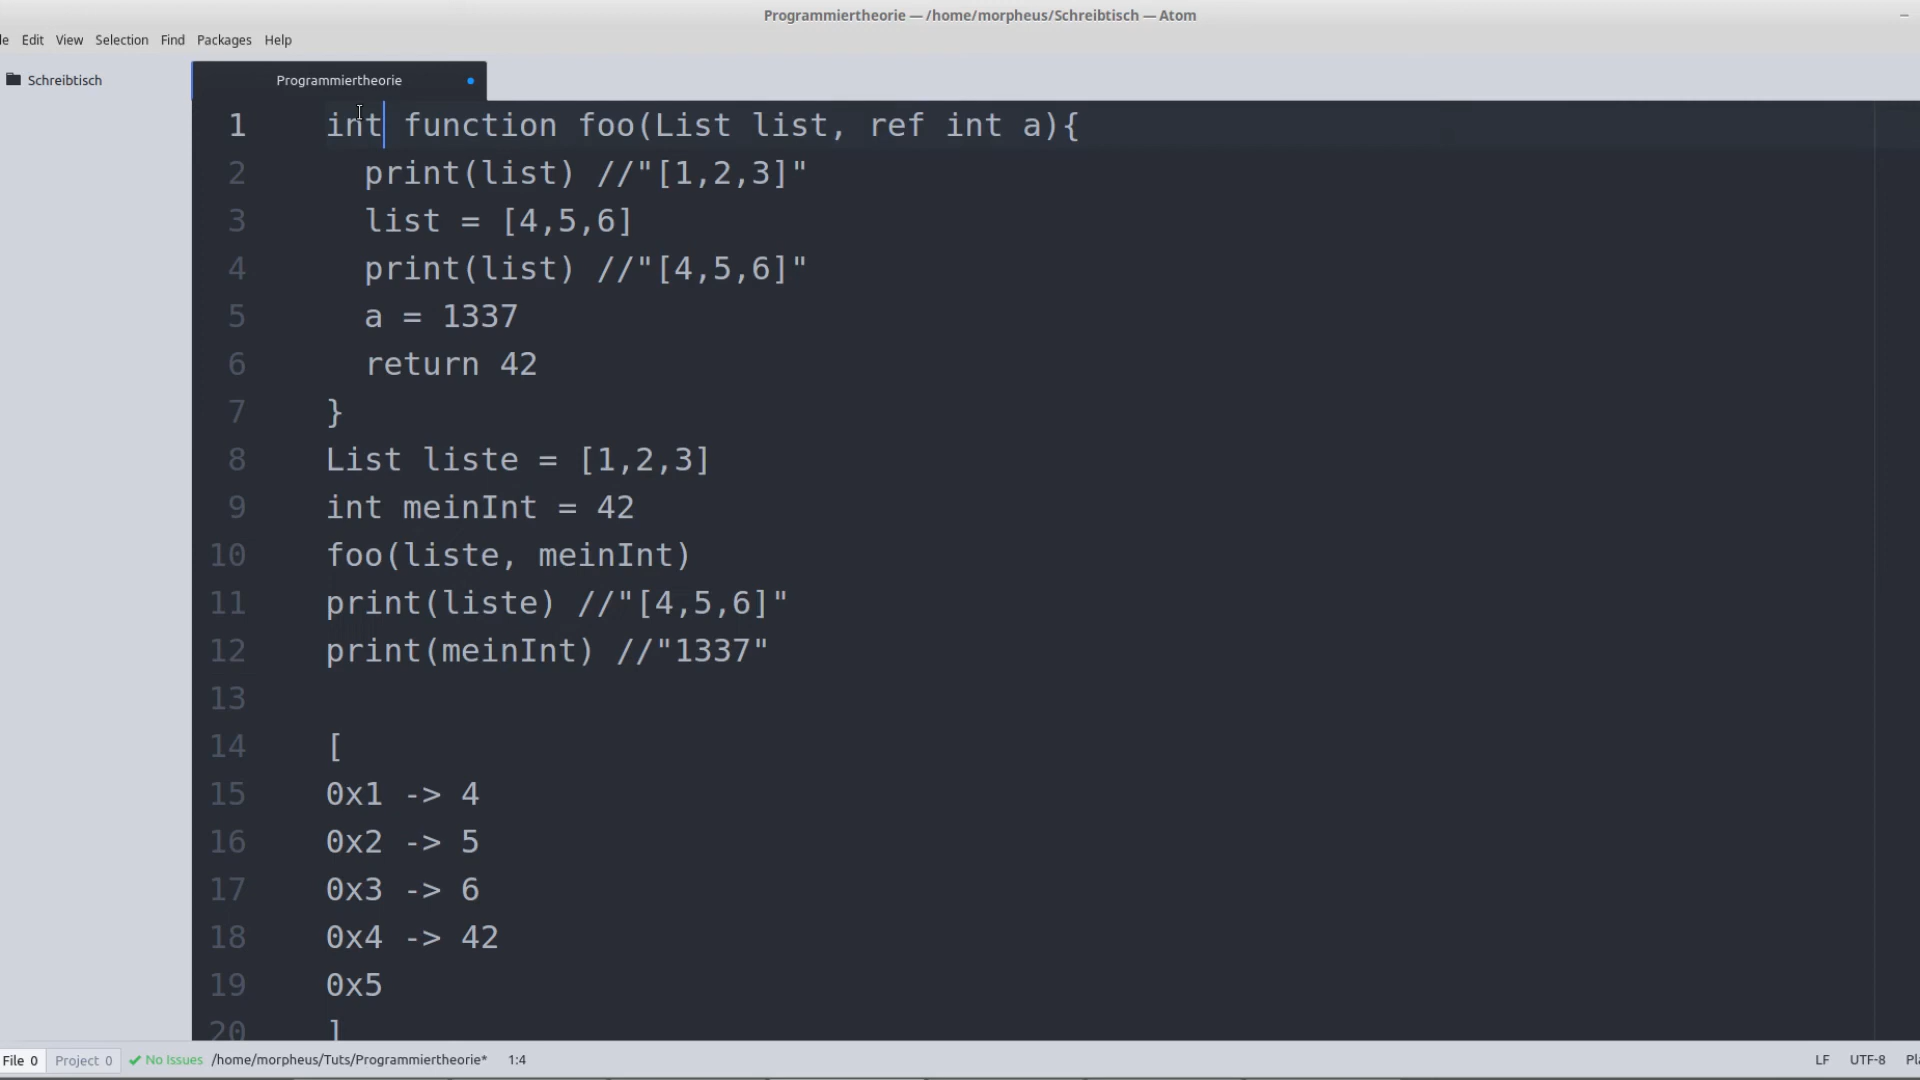 Programmiertheorie — /home/morpheus/Schreibtisch — Atom
le Edit View Selection Find Packages Help
Schreibtisch
Programmiertheorie
1 int function foo(List list, ref int a){
2 print(list) //"[1,2,3]"
3 list = [4,5,6]
4 print(list) //"[4,5,6]"
5 a = 1337
6 return 42
7 }
8 List liste = [1,2,3]
9 int meinInt = 42
10 foo(liste, meinInt)
11 print(liste) //"[4,5,6]"
12 print(meinInt) //"1337"
13
14 [
15 0x1 -> 4
16 0x2 -> 5
17 0x3 -> 6
18 0x4 -> 42
19 0x5
20 ]
File 0 Project 0 No Issues /home/morpheus/Tuts/Programmiertheorie* 1:4 LF UTF-8 Pl